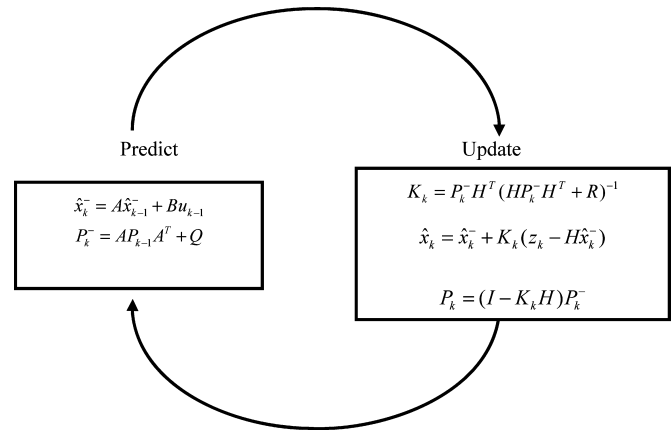 Predict
x̂ₖ⁻ = Ax̂ₖ₋₁⁻ + Buₖ₋₁
Pₖ⁻ = APₖ₋₁Aᵀ + Q
Update
Kₖ = Pₖ⁻Hᵀ(HPₖ⁻Hᵀ + R)⁻¹
x̂ₖ = x̂ₖ⁻ + Kₖ(zₖ − Hx̂ₖ⁻)
Pₖ = (I − KₖH)Pₖ⁻